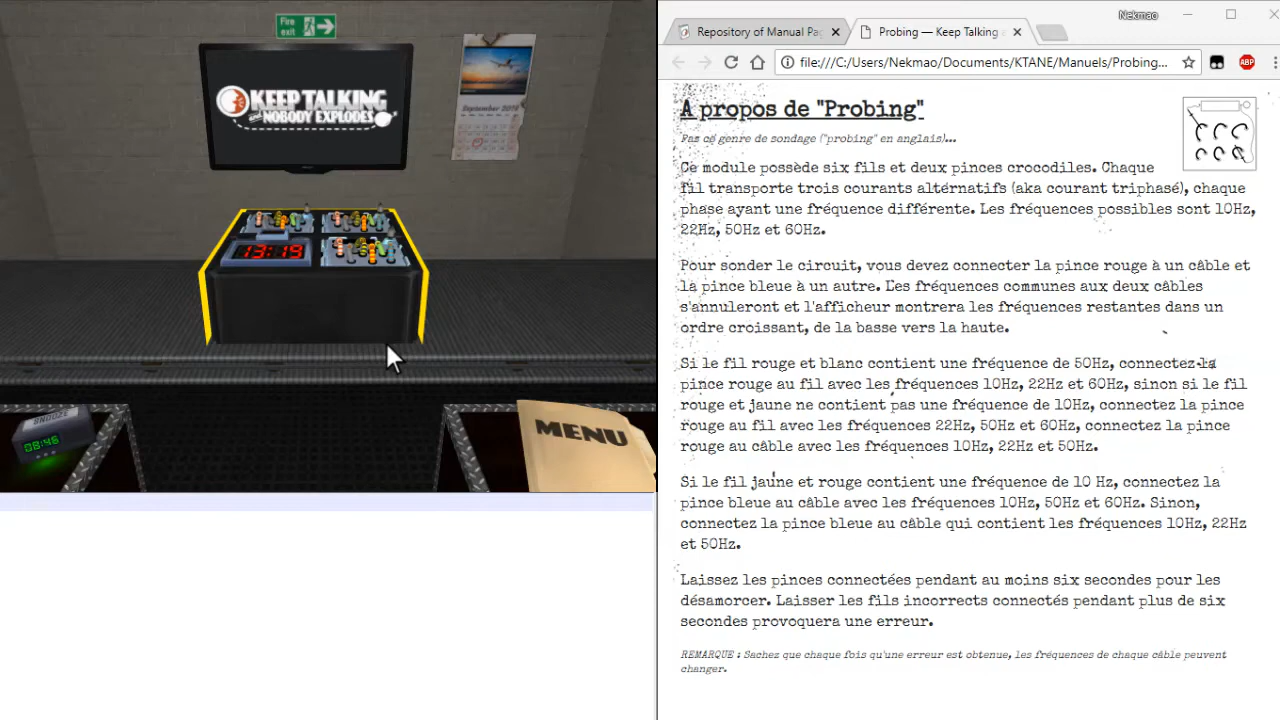 Fire
exit
KEEP TALKING
and NOBODY EXPLODES
September
13:19
SNOOZE
08:46
MENU
Nekmao
Repository of Manual Pag
Probing — Keep Talking a
file:///C:/Users/Nekmao/Documents/KTANE/Manuels/Probing...
ABP
A propos de "Probing"
Pas ce genre de sondage ("probing" en anglais)...
Ce module possède six fils et deux pinces crocodiles. Chaque
fil transporte trois courants altérnatifs (aka courant triphasé), chaque
phase ayant une fréquence différente. Les fréquences possibles sont 10Hz,
22Hz, 50Hz et 60Hz.
Pour sonder le circuit, vous devez connecter la pince rouge à un câble et
la pince bleue à un autre. Les fréquences communes aux deux câbles
s'annuleront et l'afficheur montrera les fréquences restantes dans un
ordre croissant, de la basse vers la haute.
Si le fil rouge et blanc contient une fréquence de 50Hz, connectez la
pince rouge au fil avec les fréquences 10Hz, 22Hz et 60Hz, sinon si le fil
rouge et jaune ne contient pas une fréquence de 10Hz, connectez la pince
rouge au fil avec les fréquences 22Hz, 50Hz et 60Hz, connectez la pince
rouge au câble avec les fréquences 10Hz, 22Hz et 50Hz.
Si le fil jaune et rouge contient une fréquence de 10 Hz, connectez la
pince bleue au câble avec les fréquences 10Hz, 50Hz et 60Hz. Sinon,
connectez la pince bleue au câble qui contient les fréquences 10Hz, 22Hz
et 50Hz.
Laissez les pinces connectées pendant au moins six secondes pour les
désamorcer. Laisser les fils incorrects connectés pendant plus de six
secondes provoquera une erreur.
REMARQUE : Sachez que chaque fois qu'une erreur est obtenue, les fréquences de chaque câble peuvent
changer.